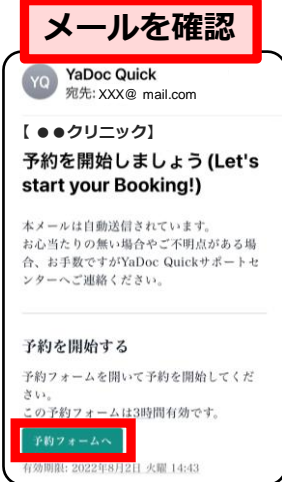 メールを確認
YQ
YaDoc Quick
宛先: XXX@ mail.com
【 ●●クリニック】
予約を開始しましょう (Let's
start your Booking!)
本メールは自動送信されています。
お心当たりの無い場合やご不明点がある場
合、お手数ですがYaDoc Quickサポートセ
ンターへご連絡ください。
予約を開始する
予約フォームを開いて予約を開始してくだ
さい。
この予約フォームは3時間有効です。
予約フォームへ
有効期限: 2022年8月2日 火曜 14:43